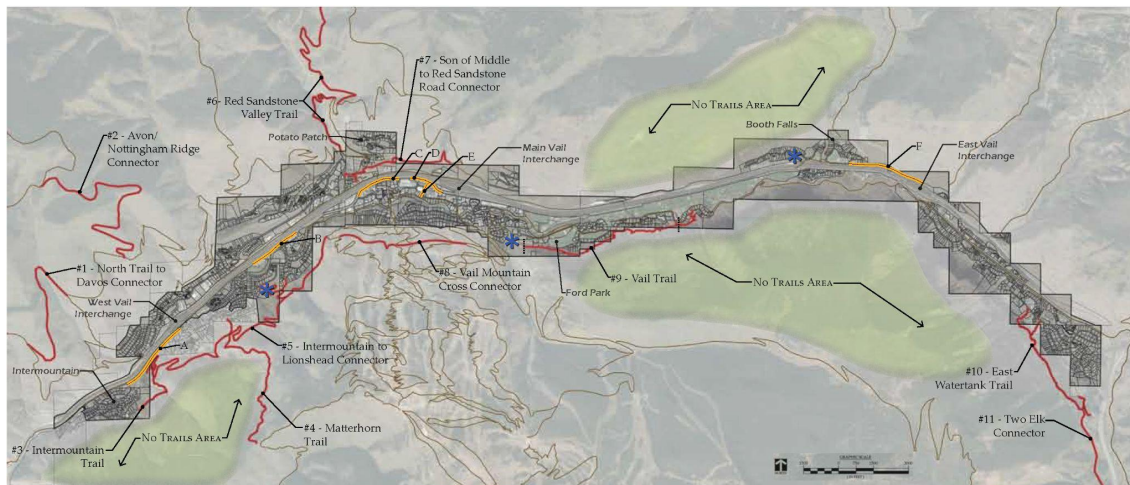 #7 - Son of Middle
to Red Sandstone
Road Connector
#6 - Red Sandstone
Valley Trail
No Trails Area
#2 - Avon/
Nottingham Ridge
Connector
Potato Patch
C
D
E
Main Vail
Interchange
Booth Falls
F
East Vail
Interchange
B
#1 - North Trail to
Davos Connector
West Vail
Interchange
#8 - Vail Mountain
Cross Connector
#9 - Vail Trail
Ford Park
No Trails Area
A
#5 - Intermountain to
Lionshead Connector
Intermountain
#10 - East
Watertank Trail
#3 - Intermountain
Trail
No Trails Area
#4 - Matterhorn
Trail
#11 - Two Elk
Connector
GRAPHIC SCALE
NORTH